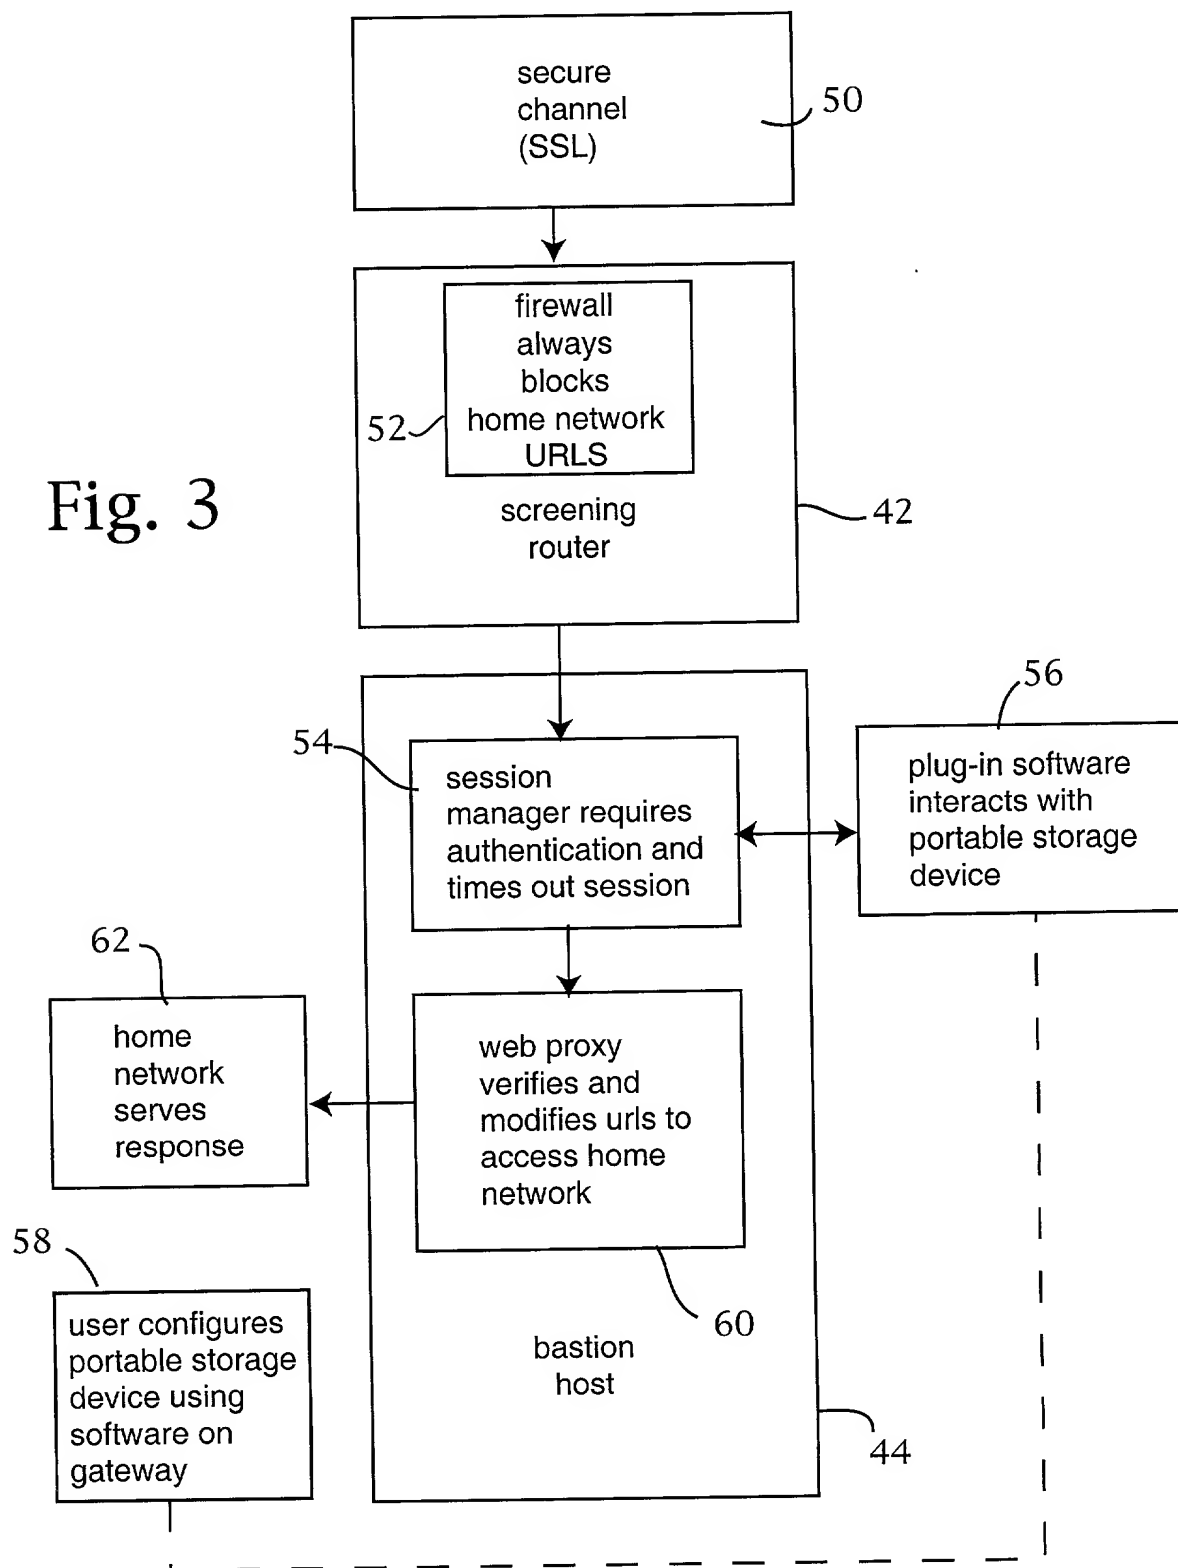 secure
channel
(SSL)
50
firewall
always
blocks
home network
URLS
52
screening
router
42
Fig. 3
54
session
manager requires
authentication and
times out session
56
plug-in software
interacts with
portable storage
device
62
home
network
serves
response
web proxy
verifies and
modifies urls to
access home
network
60
58
user configures
portable storage
device using
software on
gateway
bastion
host
44